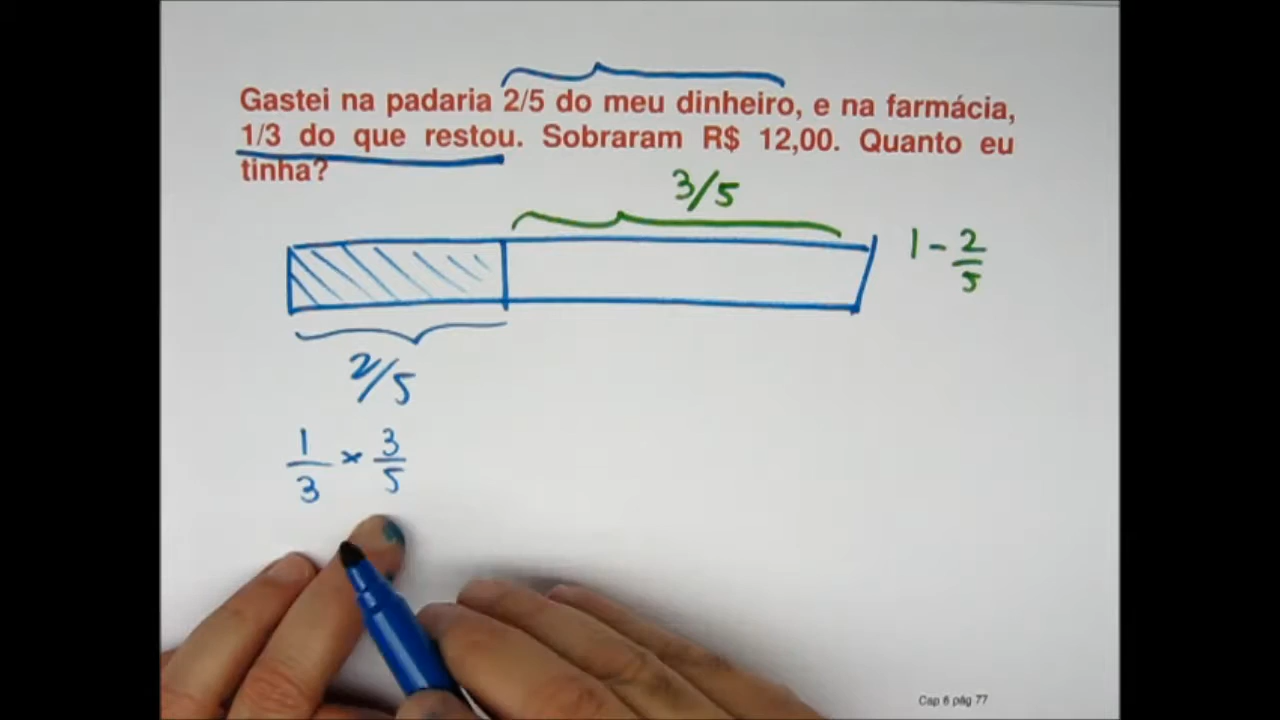 Gastei na padaria 2/5 do meu dinheiro, e na farmácia,
1/3 do que restou. Sobraram R$ 12,00. Quanto eu
tinha?
3/5
1 - 2/5
2/5
1/3 × 3/5
Cap 6 pág 77